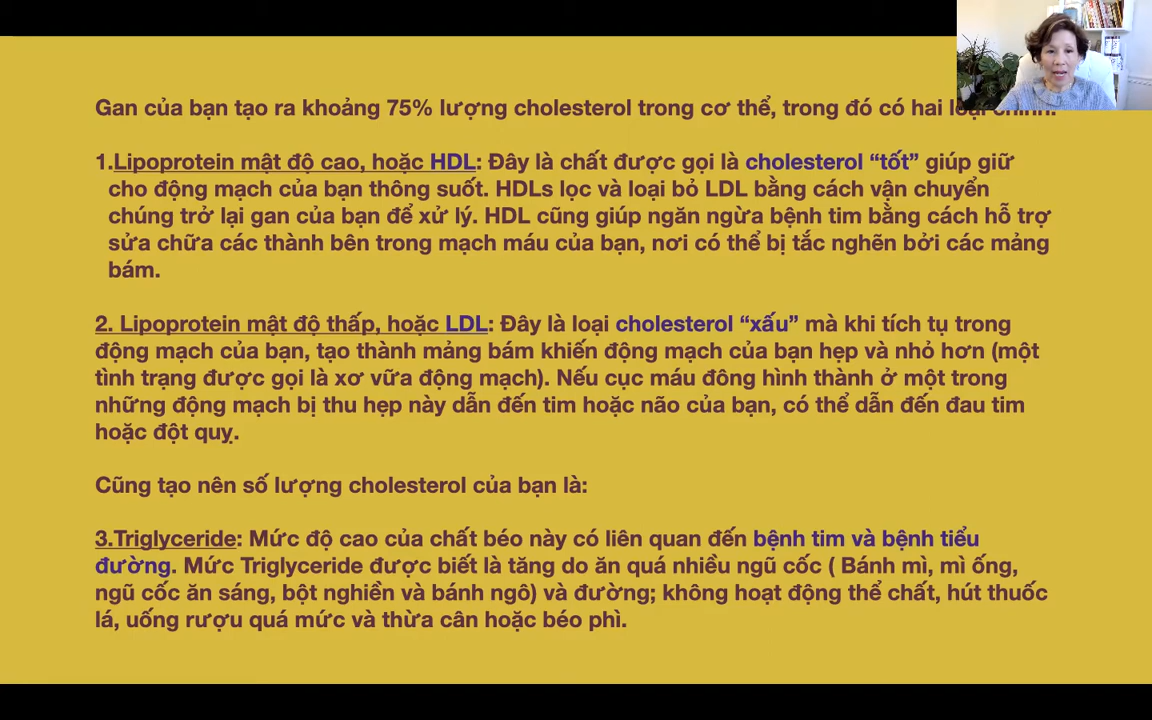 Gan của bạn tạo ra khoảng 75% lượng cholesterol trong cơ thể, trong đó có hai loại chính:
1.Lipoprotein mật độ cao, hoặc HDL: Đây là chất được gọi là cholesterol “tốt” giúp giữ
cho động mạch của bạn thông suốt. HDLs lọc và loại bỏ LDL bằng cách vận chuyển
chúng trở lại gan của bạn để xử lý. HDL cũng giúp ngăn ngừa bệnh tim bằng cách hỗ trợ
sửa chữa các thành bên trong mạch máu của bạn, nơi có thể bị tắc nghẽn bởi các mảng
bám.
2. Lipoprotein mật độ thấp, hoặc LDL: Đây là loại cholesterol “xấu” mà khi tích tụ trong
động mạch của bạn, tạo thành mảng bám khiến động mạch của bạn hẹp và nhỏ hơn (một
tình trạng được gọi là xơ vữa động mạch). Nếu cục máu đông hình thành ở một trong
những động mạch bị thu hẹp này dẫn đến tim hoặc não của bạn, có thể dẫn đến đau tim
hoặc đột quỵ.
Cũng tạo nên số lượng cholesterol của bạn là:
3.Triglyceride: Mức độ cao của chất béo này có liên quan đến bệnh tim và bệnh tiểu
đường. Mức Triglyceride được biết là tăng do ăn quá nhiều ngũ cốc ( Bánh mì, mì ống,
ngũ cốc ăn sáng, bột nghiền và bánh ngô) và đường; không hoạt động thể chất, hút thuốc
lá, uống rượu quá mức và thừa cân hoặc béo phì.